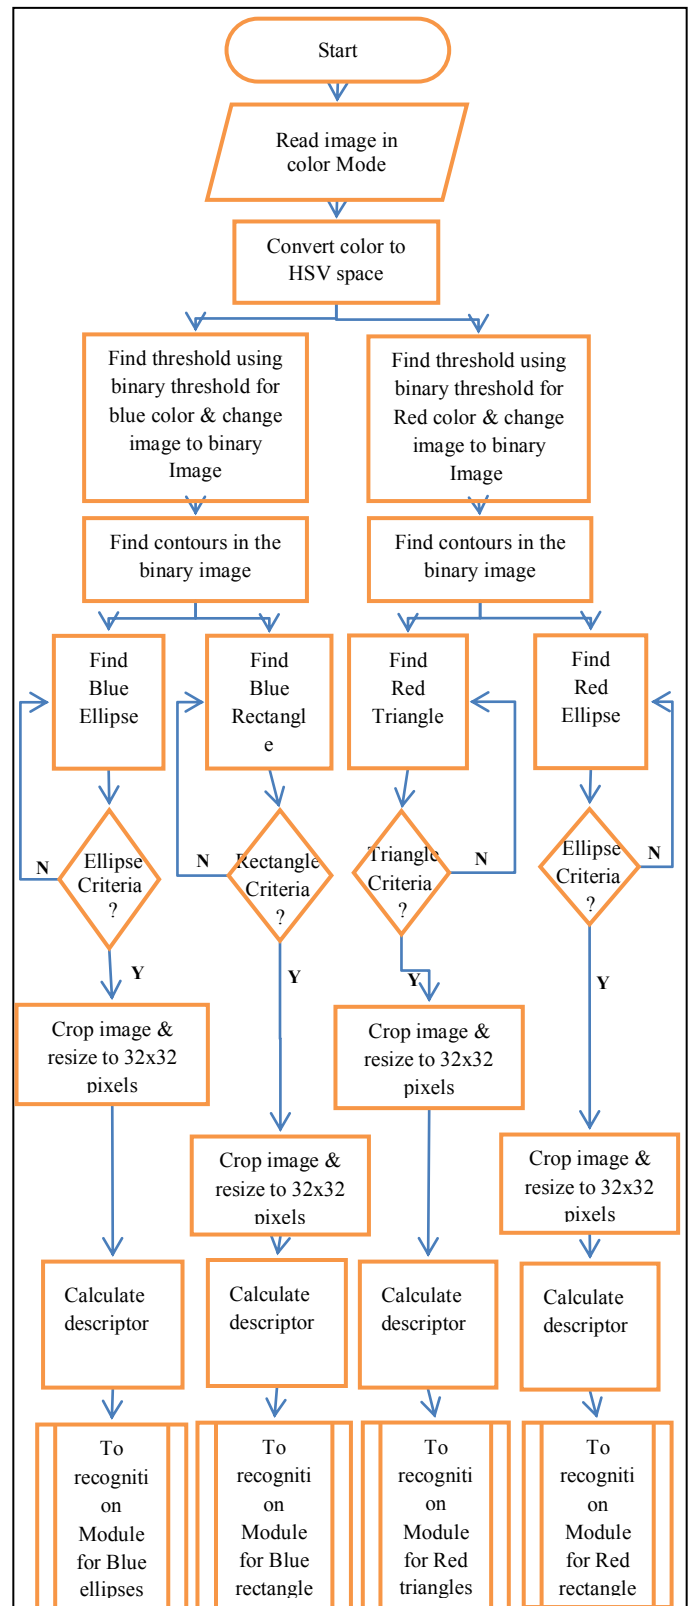 Start
Read image in
color Mode
Convert color to
HSV space
Find threshold using
binary threshold for
blue color & change
image to binary
Image
Find threshold using
binary threshold for
Red color & change
image to binary
Image
Find contours in the
binary image
Find contours in the
binary image
Find
Blue
Ellipse
Find
Blue
Rectangl
e
Find
Red
Triangle
Find
Red
Ellipse
Ellipse
Criteria
?
N
Y
Rectangle
Criteria
?
N
Y
Triangle
Criteria
?
N
Y
Ellipse
Criteria
?
N
Y
Crop image &
resize to 32x32
pixels
Crop image &
resize to 32x32
pixels
Crop image &
resize to 32x32
pixels
Crop image &
resize to 32x32
pixels
Calculate
descriptor
Calculate
descriptor
Calculate
descriptor
Calculate
descriptor
To
recogniti
on
Module
for Blue
ellipses
To
recogniti
on
Module
for Blue
rectangle
To
recogniti
on
Module
for Red
triangles
To
recogniti
on
Module
for Red
rectangle